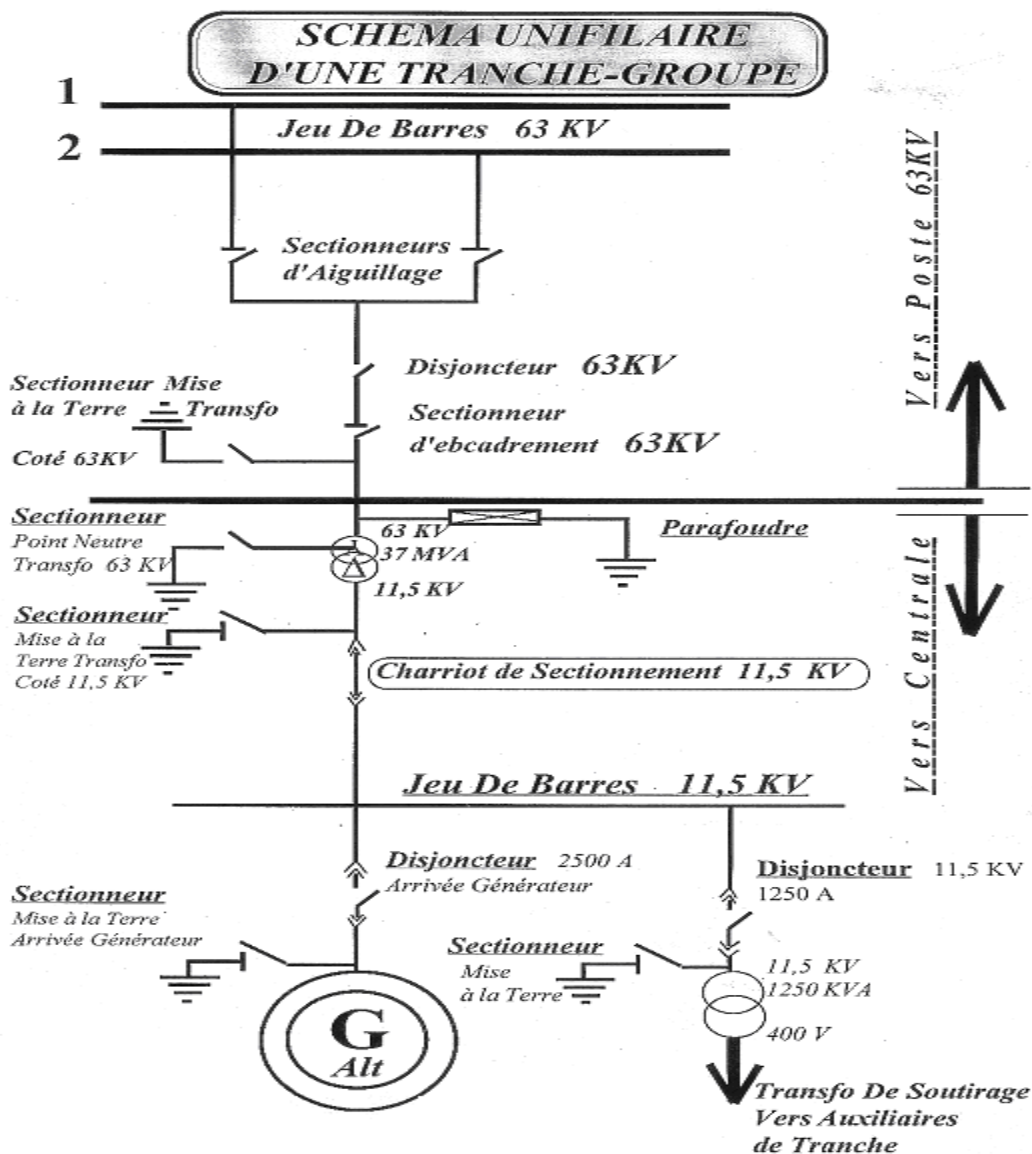 SCHEMA UNIFILAIRE
D'UNE TRANCHE-GROUPE
1
Jeu De Barres 63 KV
2
Vers Poste 63KV
Sectionneurs
d'Aiguillage
Disjoncteur 63KV
Sectionneur Mise
à la Terre Transfo
Coté 63KV
Sectionneur
d'ebcadrement 63KV
Sectionneur
Point Neutre
Transfo 63 KV
63 KV
37 MVA
11,5 KV
Parafoudre
Sectionneur
Mise à la
Terre Transfo
Coté 11,5 KV
Charriot de Sectionnement 11,5 KV
Vers Centrale
Jeu De Barres 11,5 KV
Disjoncteur 2500 A
Arrivée Générateur
Disjoncteur 11,5 KV
1250 A
Sectionneur
Mise à la Terre
Arrivée Générateur
Sectionneur
Mise
à la Terre
11,5 KV
1250 KVA
400 V
G
Alt
Transfo De Soutirage
Vers Auxiliaires
de Tranche